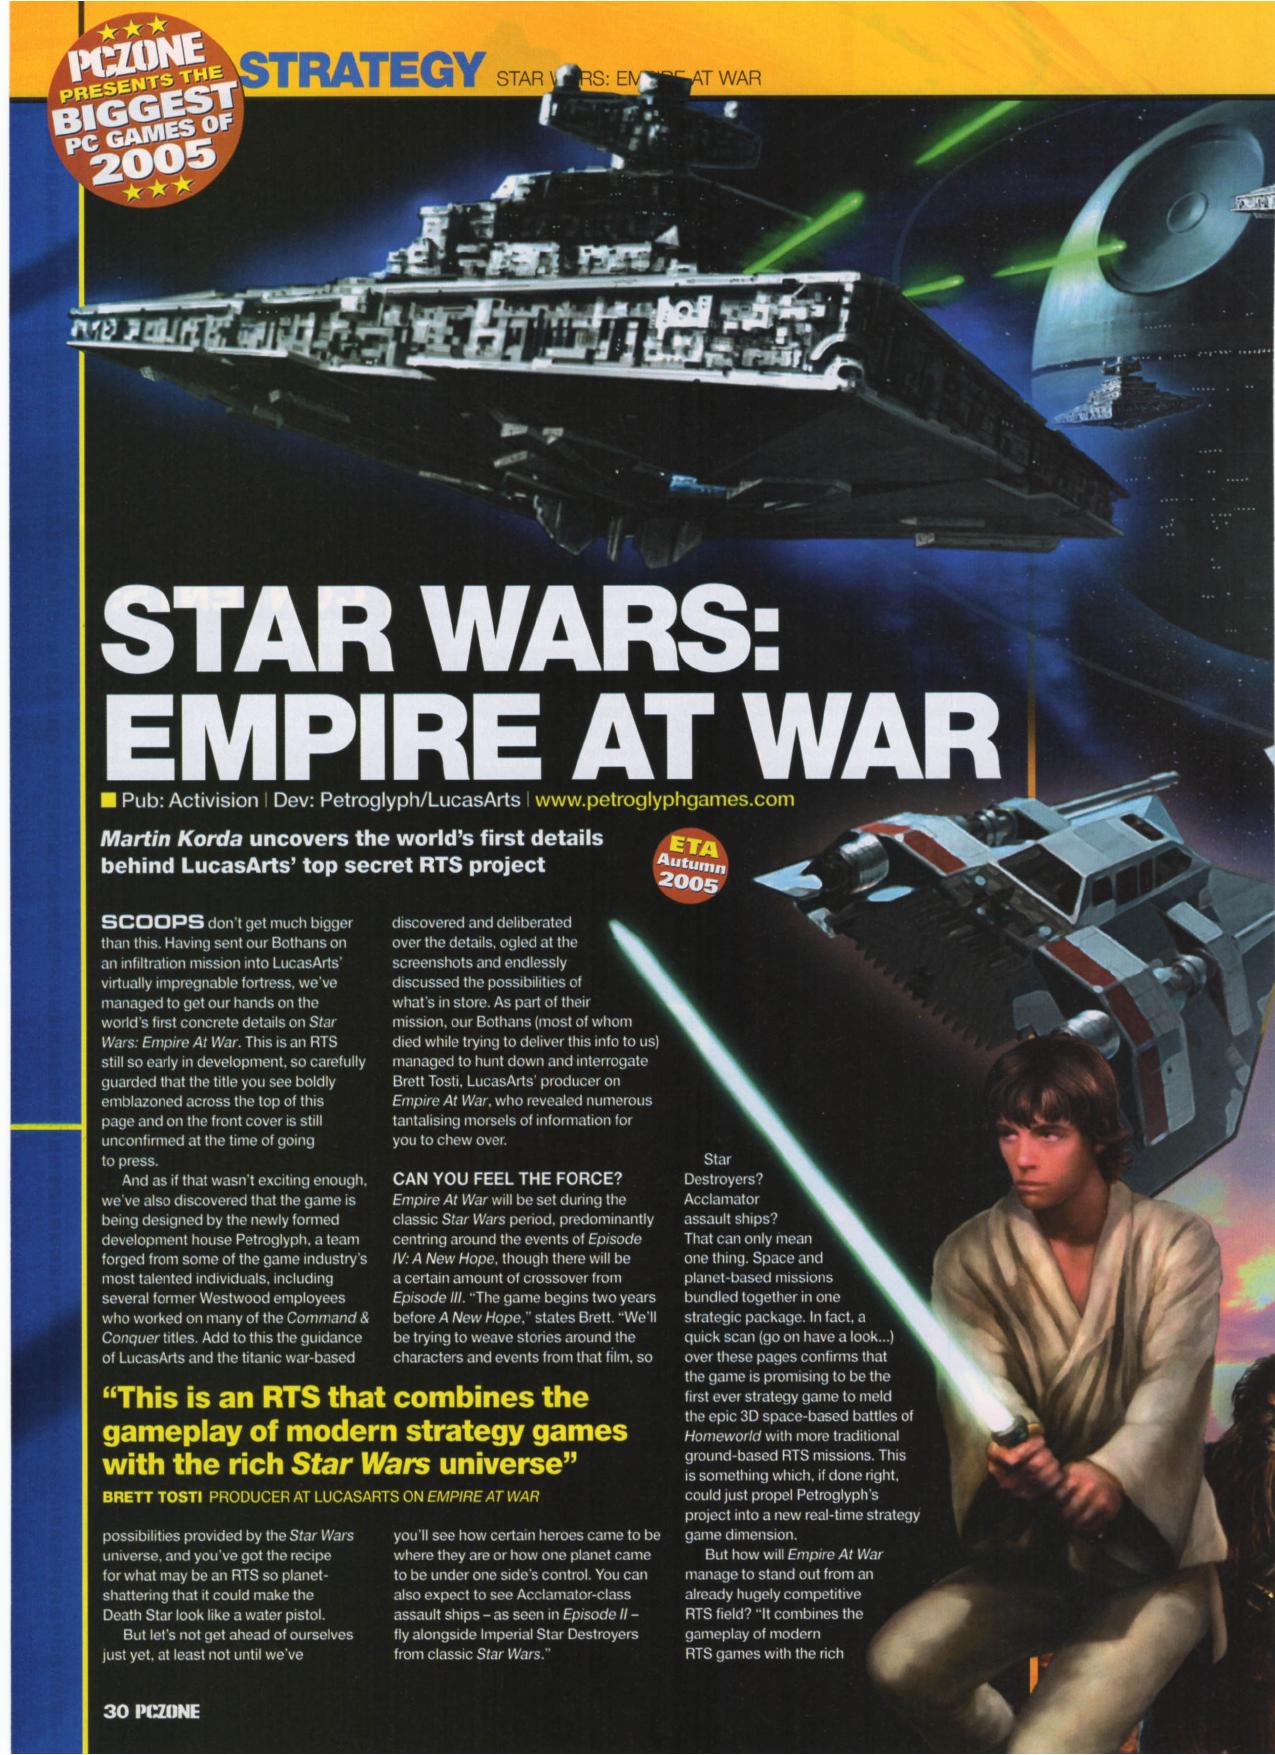 PCZONE
PRESENTS THE
BIGGEST
PC GAMES OF
2005
STRATEGY STAR WARS: EMPIRE AT WAR
STAR WARS:
EMPIRE AT WAR
Pub: Activision | Dev: Petroglyph/LucasArts | www.petroglyphgames.com
Martin Korda uncovers the world's first details
behind LucasArts' top secret RTS project
ETA
Autumn
2005
SCOOPS don't get much bigger
than this. Having sent our Bothans on
an infiltration mission into LucasArts'
virtually impregnable fortress, we've
managed to get our hands on the
world's first concrete details on Star
Wars: Empire At War. This is an RTS
still so early in development, so carefully
guarded that the title you see boldly
emblazoned across the top of this
page and on the front cover is still
unconfirmed at the time of going
to press.
And as if that wasn't exciting enough,
we've also discovered that the game is
being designed by the newly formed
development house Petroglyph, a team
forged from some of the game industry's
most talented individuals, including
several former Westwood employees
who worked on many of the Command &
Conquer titles. Add to this the guidance
of LucasArts and the titanic war-based
possibilities provided by the Star Wars
universe, and you've got the recipe
for what may be an RTS so planet-
shattering that it could make the
Death Star look like a water pistol.
But let's not get ahead of ourselves
just yet, at least not until we've
discovered and deliberated
over the details, ogled at the
screenshots and endlessly
discussed the possibilities of
what's in store. As part of their
mission, our Bothans (most of whom
died while trying to deliver this info to us)
managed to hunt down and interrogate
Brett Tosti, LucasArts' producer on
Empire At War, who revealed numerous
tantalising morsels of information for
you to chew over.
CAN YOU FEEL THE FORCE?
Empire At War will be set during the
classic Star Wars period, predominantly
centring around the events of Episode
IV: A New Hope, though there will be
a certain amount of crossover from
Episode III. "The game begins two years
before A New Hope," states Brett. "We'll
be trying to weave stories around the
characters and events from that film, so
you'll see how certain heroes came to be
where they are or how one planet came
to be under one side's control. You can
also expect to see Acclamator-class
assault ships – as seen in Episode II –
fly alongside Imperial Star Destroyers
from classic Star Wars."
"This is an RTS that combines the
gameplay of modern strategy games
with the rich Star Wars universe"
BRETT TOSTI PRODUCER AT LUCASARTS ON EMPIRE AT WAR
Star
Destroyers?
Acclamator
assault ships?
That can only mean
one thing. Space and
planet-based missions
bundled together in one
strategic package. In fact, a
quick scan (go on have a look...)
over these pages confirms that
the game is promising to be the
first ever strategy game to meld
the epic 3D space-based battles of
Homeworld with more traditional
ground-based RTS missions. This
is something which, if done right,
could just propel Petroglyph's
project into a new real-time strategy
game dimension.
But how will Empire At War
manage to stand out from an
already hugely competitive
RTS field? "It combines the
gameplay of modern
RTS games with the rich
30 PCZONE